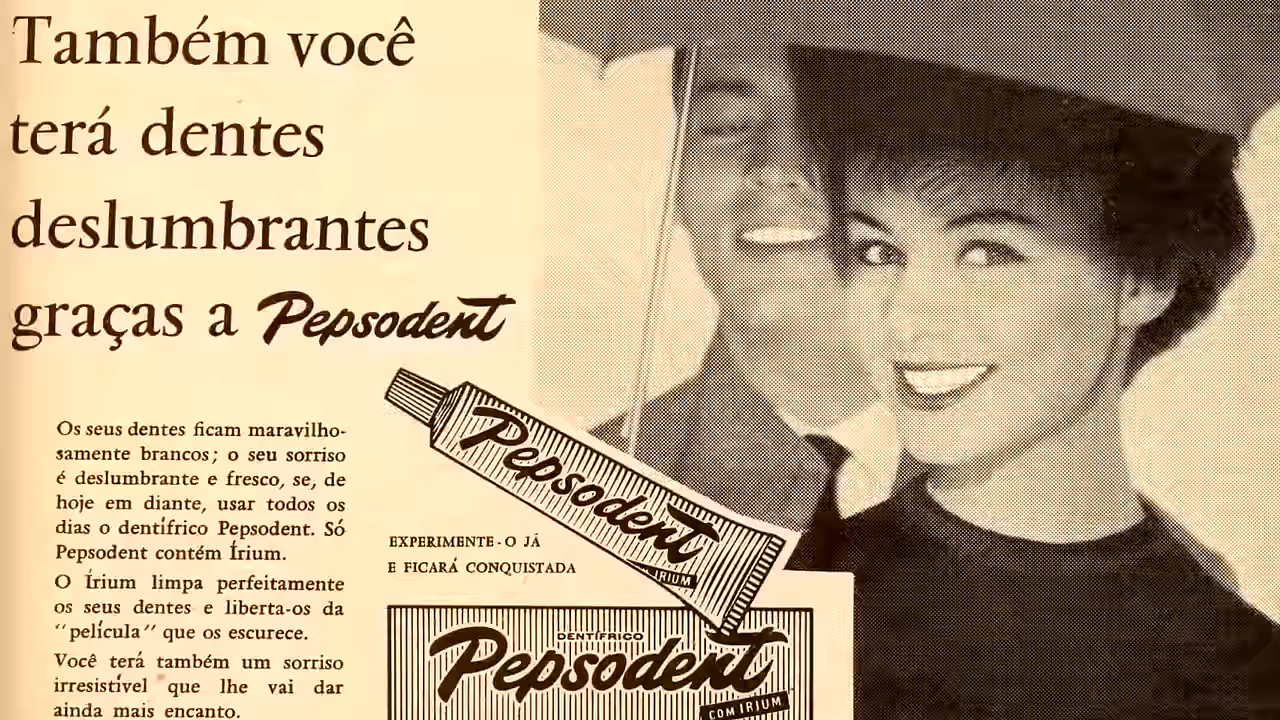 Também você
terá dentes
deslumbrantes
graças a Pepsodent
Os seus dentes ficam maravilho-
samente brancos; o seu sorriso
é deslumbrante e fresco, se, de
hoje em diante, usar todos os
dias o dentífrico Pepsodent. Só
Pepsodent contém Írium.
O Írium limpa perfeitamente
os seus dentes e liberta-os da
“película” que os escurece.
Você terá também um sorriso
irresistível que lhe vai dar
ainda mais encanto.
EXPERIMENTE-O JÁ
E FICARÁ CONQUISTADA
Pepsodent
IRIUM
DENTÍFRICO
Pepsodent
COM IRIUM